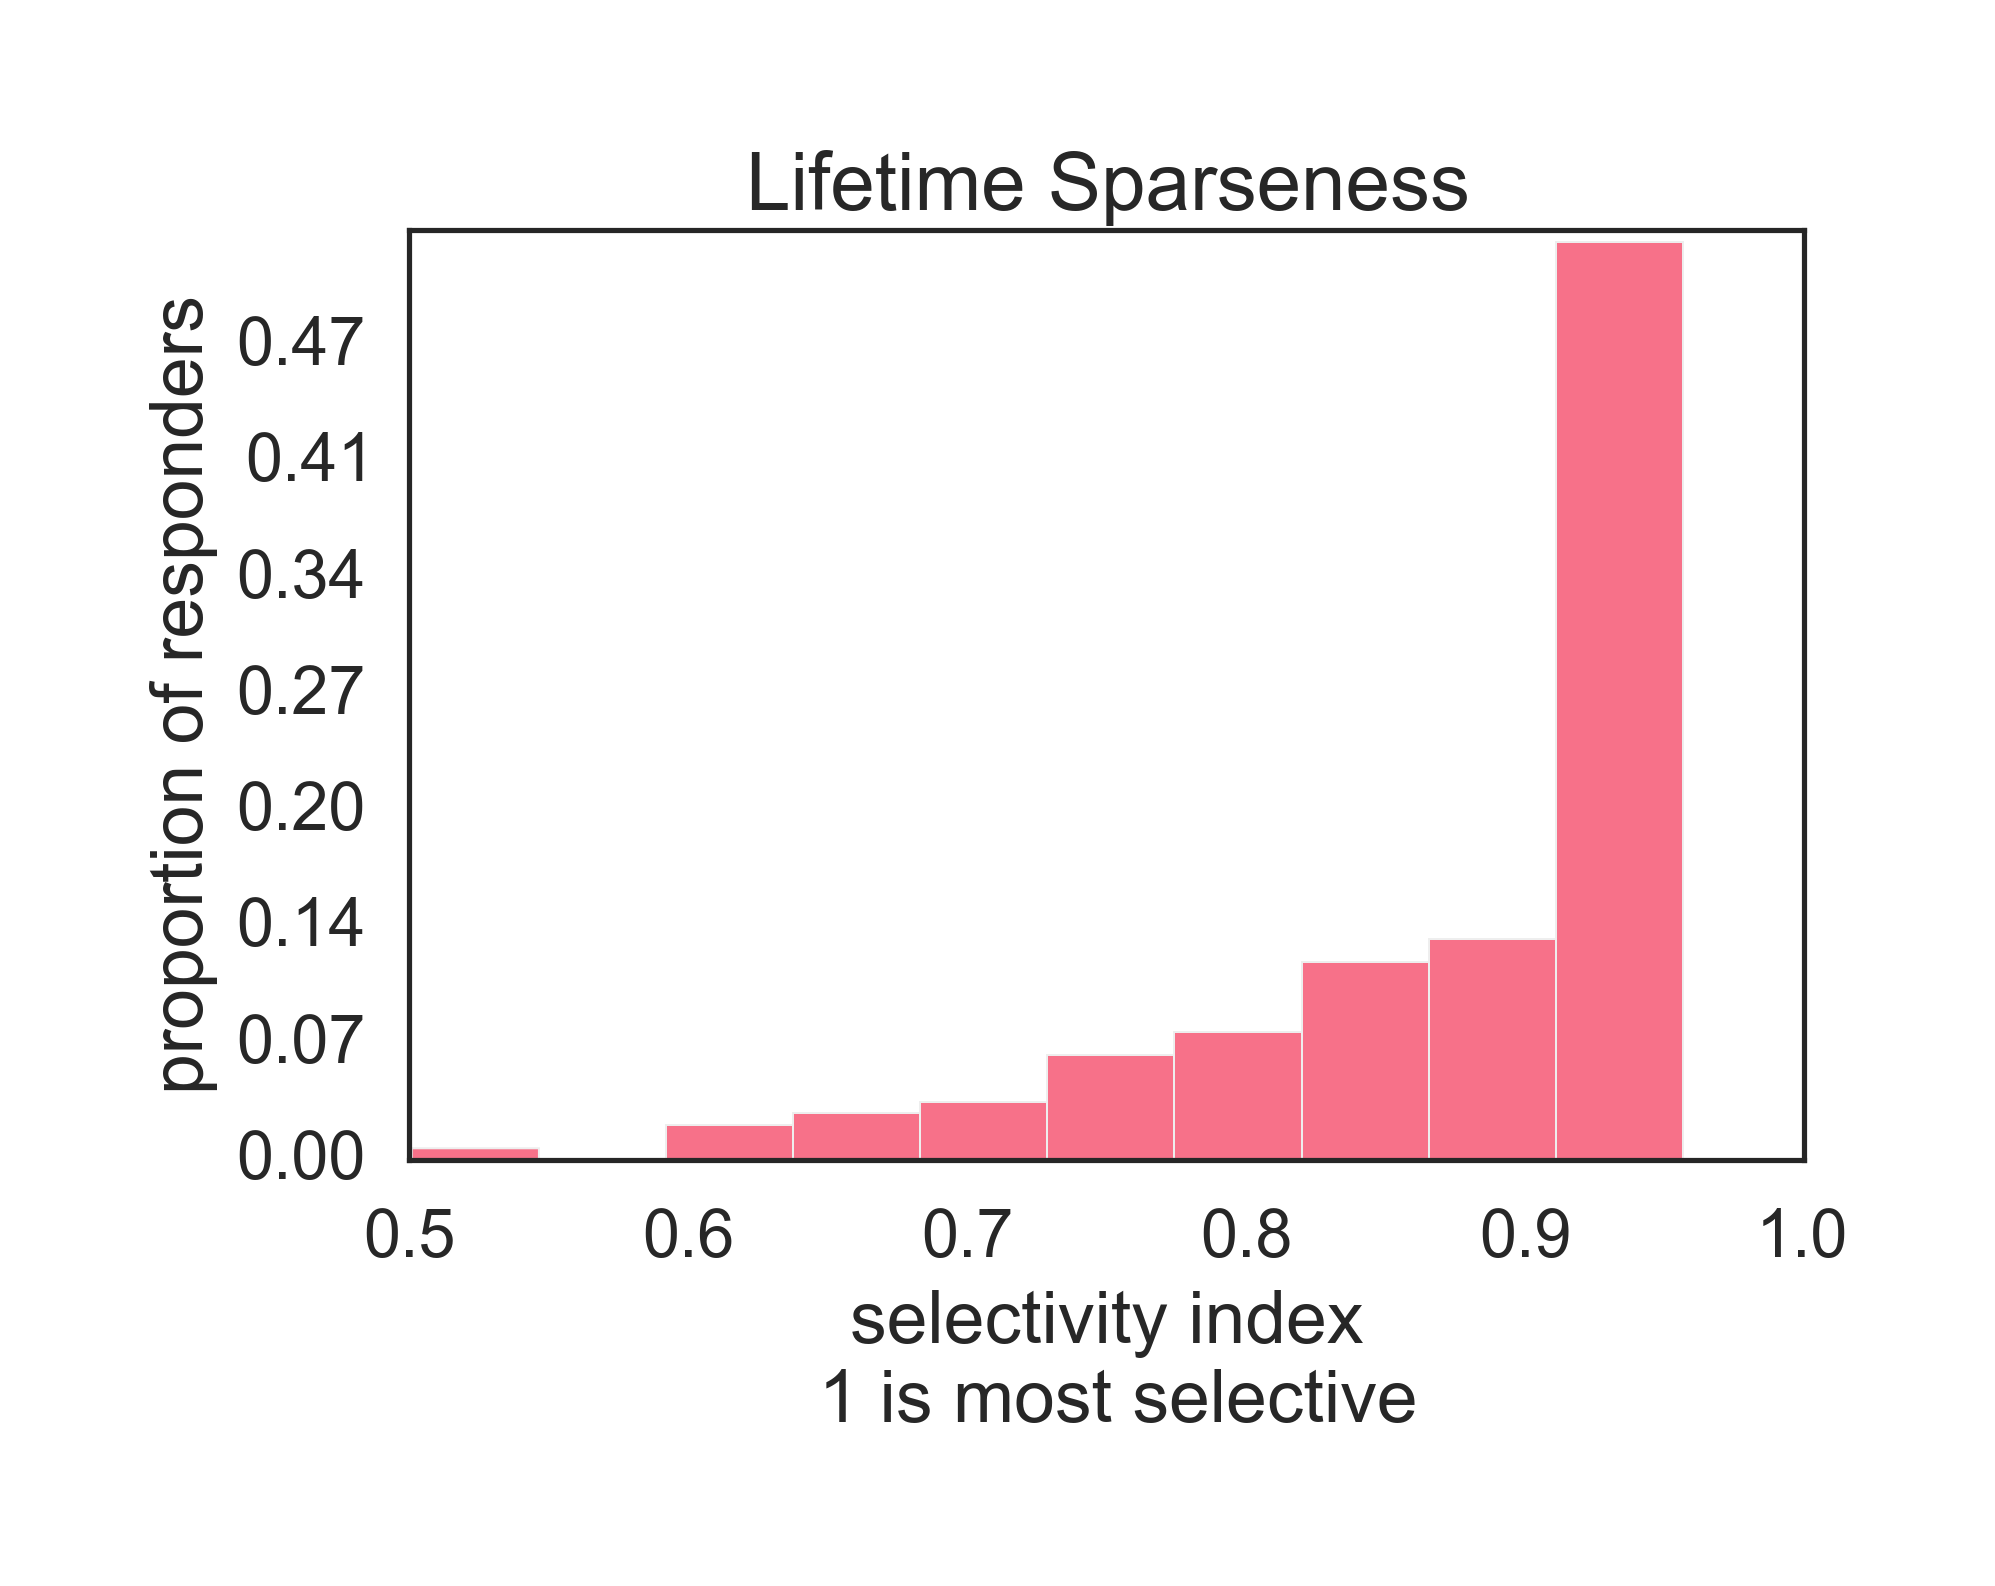 Lifetime Sparseness
proportion of responders
0.47
0.41
0.34
0.27
0.20
0.14
0.07
0.00
0.5 0.6 0.7 0.8 0.9 1.0
selectivity index
1 is most selective